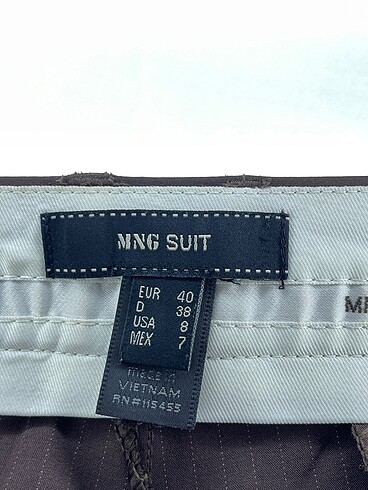 MNG SUIT
EUR 40
D 38
USA 8
MEX 7
made in
VIETNAM
RN#115455